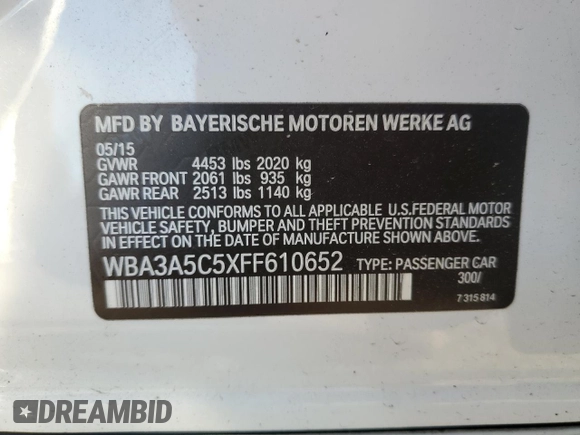 MFD BY BAYERISCHE MOTOREN WERKE AG
05/15
GVWR 4453 lbs 2020 kg
GAWR FRONT 2061 lbs 935 kg
GAWR REAR 2513 lbs 1140 kg
THIS VEHICLE CONFORMS TO ALL APPLICABLE U.S.FEDERAL MOTOR
VEHICLE SAFETY, BUMPER AND THEFT PREVENTION STANDARDS
IN EFFECT ON THE DATE OF MANUFACTURE SHOWN ABOVE.
WBA3A5C5XFF610652 TYPE: PASSENGER CAR
300/
7 315 814
DREAMBID